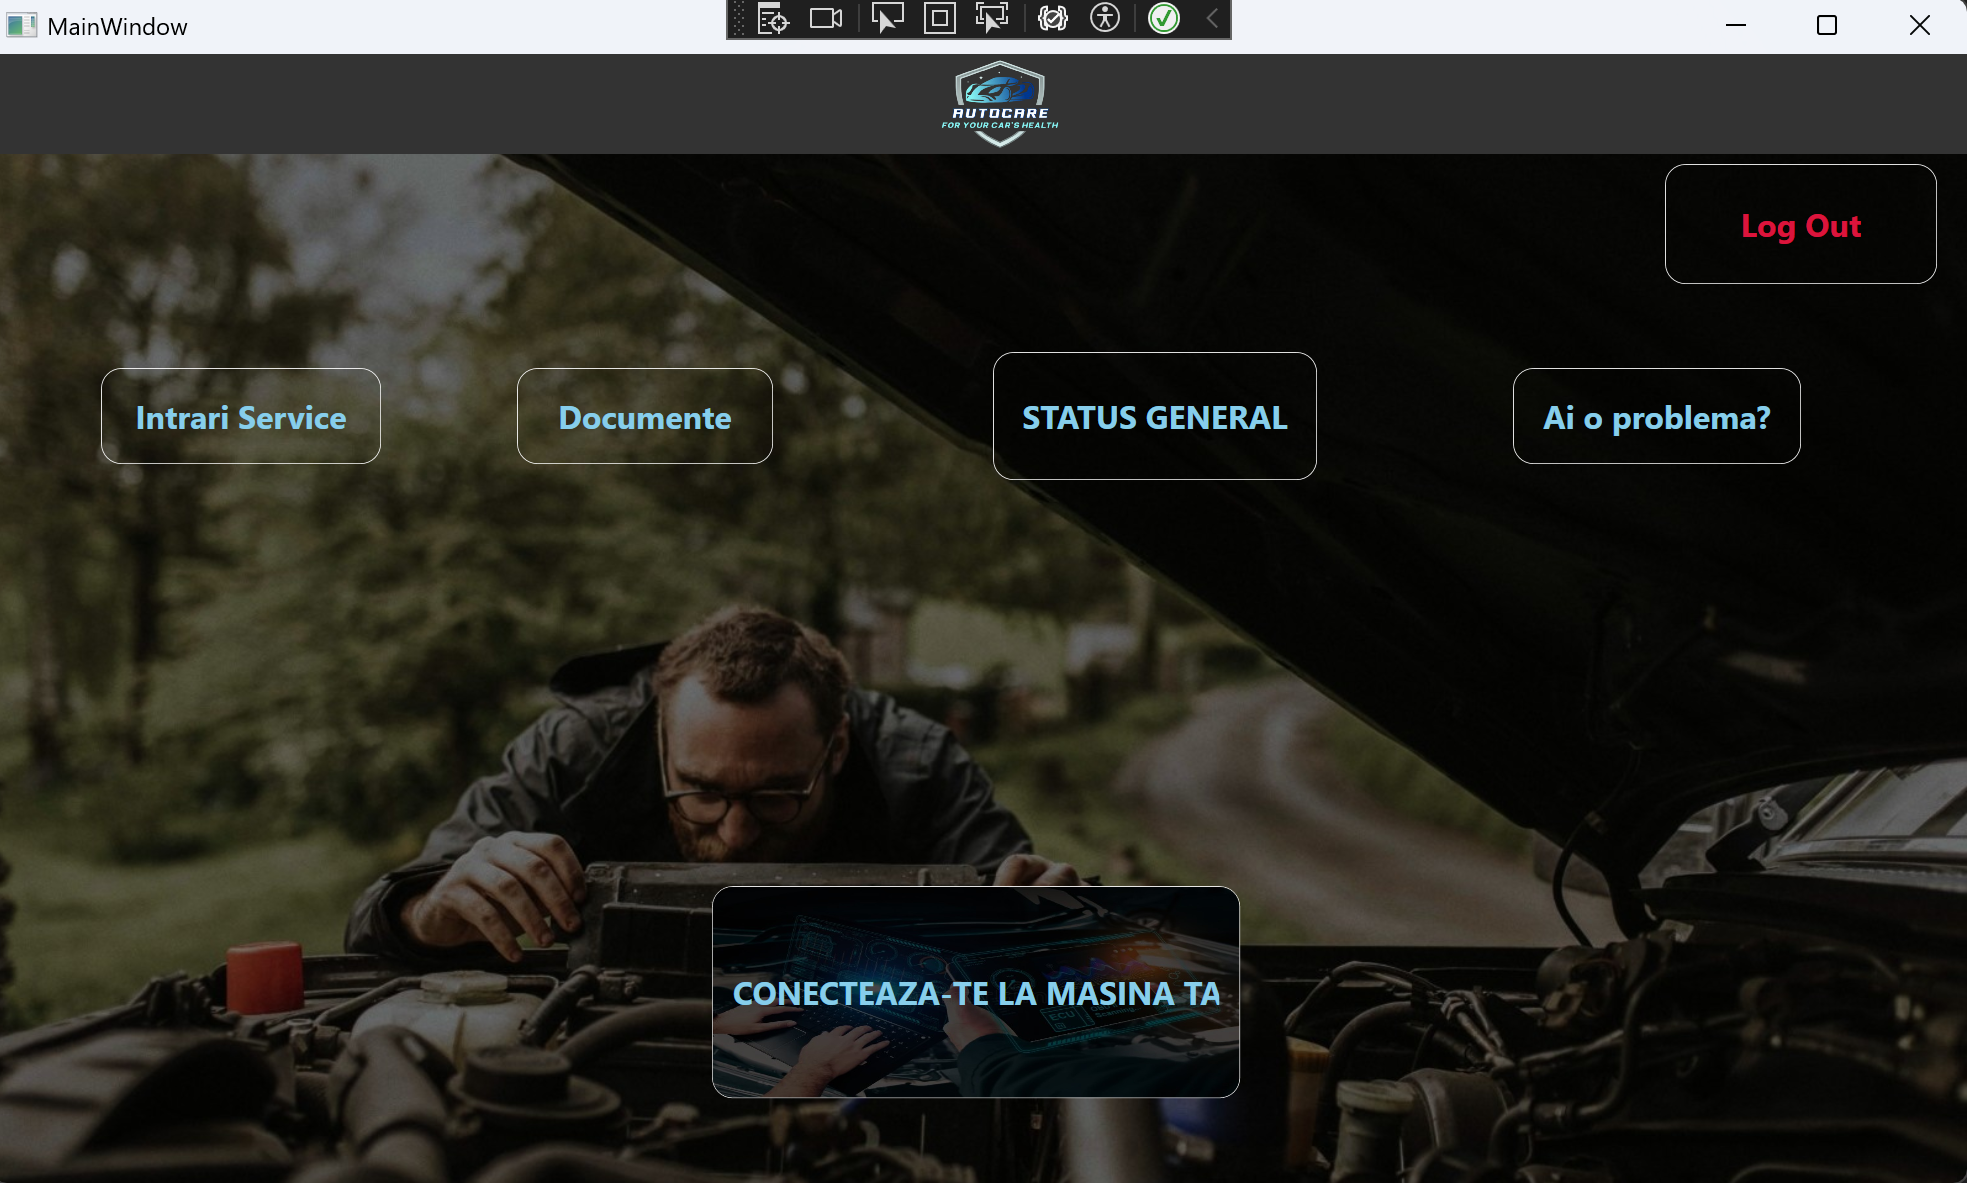 MainWindow
AUTOCARE
FOR YOUR CAR'S HEALTH
Log Out
Intrari Service
Documente
STATUS GENERAL
Ai o problema?
CONECTEAZA-TE LA MASINA TA
ECU